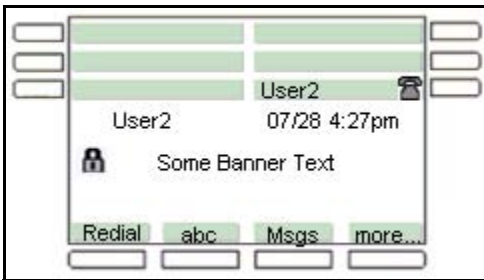 User2
User2 07/28 4:27pm
Some Banner Text
Redial abc Msgs more...